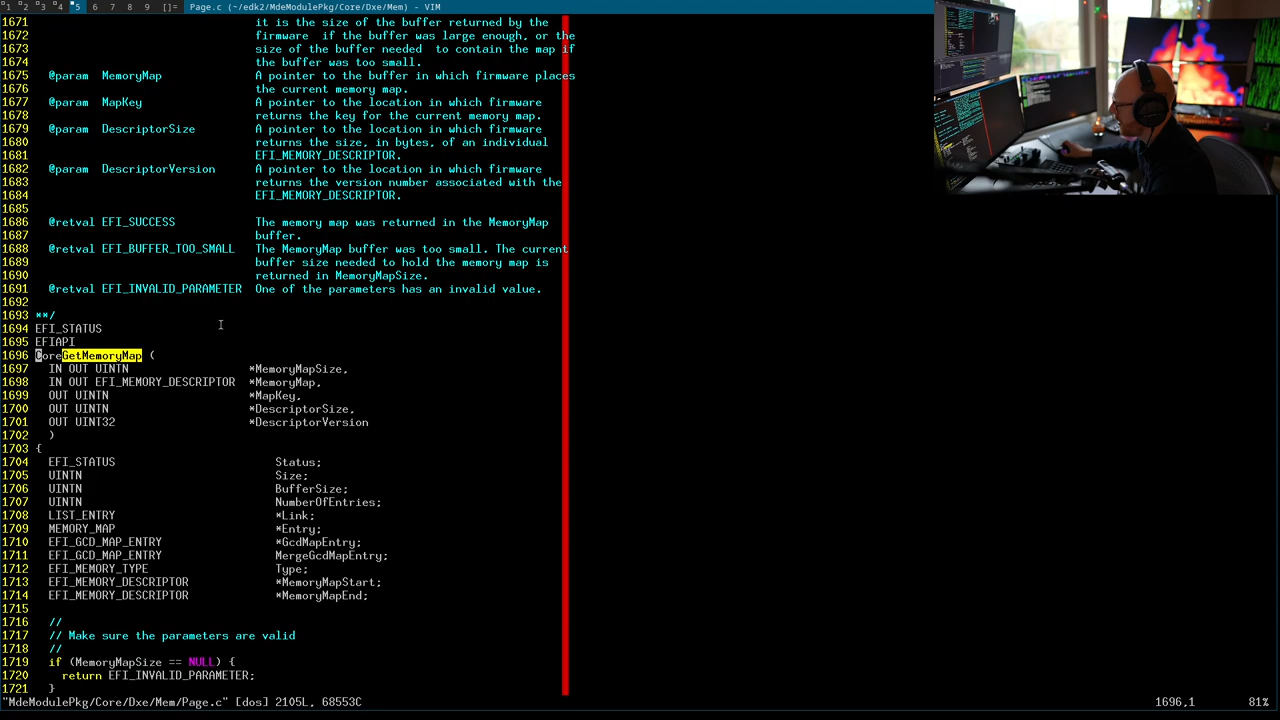 1 2 3 4 5 6 7 8 9 []= Page.c (~/edk2/MdeModulePkg/Core/Dxe/Mem) - VIM
1671 it is the size of the buffer returned by the
1672 firmware  if the buffer was large enough, or the
1673 size of the buffer needed  to contain the map if
1674 the buffer was too small.
1675 @param  MemoryMap A pointer to the buffer in which firmware places
1676 the current memory map.
1677 @param  MapKey A pointer to the location in which firmware
1678 returns the key for the current memory map.
1679 @param  DescriptorSize A pointer to the location in which firmware
1680 returns the size, in bytes, of an individual
1681 EFI_MEMORY_DESCRIPTOR.
1682 @param  DescriptorVersion A pointer to the location in which firmware
1683 returns the version number associated with the
1684 EFI_MEMORY_DESCRIPTOR.
1685
1686 @retval EFI_SUCCESS The memory map was returned in the MemoryMap
1687 buffer.
1688 @retval EFI_BUFFER_TOO_SMALL The MemoryMap buffer was too small. The current
1689 buffer size needed to hold the memory map is
1690 returned in MemoryMapSize.
1691 @retval EFI_INVALID_PARAMETER One of the parameters has an invalid value.
1692
1693 **/
1694 EFI_STATUS
1695 EFIAPI
1696 CoreGetMemoryMap (
1697 IN OUT UINTN *MemoryMapSize,
1698 IN OUT EFI_MEMORY_DESCRIPTOR *MemoryMap,
1699 OUT UINTN *MapKey,
1700 OUT UINTN *DescriptorSize,
1701 OUT UINT32 *DescriptorVersion
1702 )
1703 {
1704 EFI_STATUS Status;
1705 UINTN Size;
1706 UINTN BufferSize;
1707 UINTN NumberOfEntries;
1708 LIST_ENTRY *Link;
1709 MEMORY_MAP *Entry;
1710 EFI_GCD_MAP_ENTRY *GcdMapEntry;
1711 EFI_GCD_MAP_ENTRY MergeGcdMapEntry;
1712 EFI_MEMORY_TYPE Type;
1713 EFI_MEMORY_DESCRIPTOR *MemoryMapStart;
1714 EFI_MEMORY_DESCRIPTOR *MemoryMapEnd;
1715
1716 //
1717 // Make sure the parameters are valid
1718 //
1719 if (MemoryMapSize == NULL) {
1720 return EFI_INVALID_PARAMETER;
1721 }
"MdeModulePkg/Core/Dxe/Mem/Page.c" [dos] 2105L, 68553C 1696,1 81%